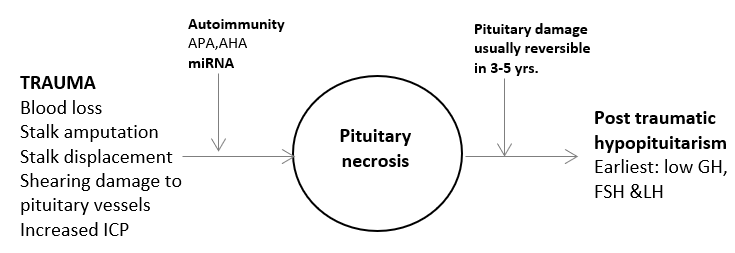 TRAUMA
Blood loss
Stalk amputation
Stalk displacement
Shearing damage to
pituitary vessels
Increased ICP
Autoimmunity
APA,AHA
miRNA
Pituitary
necrosis
Pituitary damage
usually reversible
in 3-5 yrs.
Post traumatic
hypopituitarism
Earliest: low GH,
FSH &LH